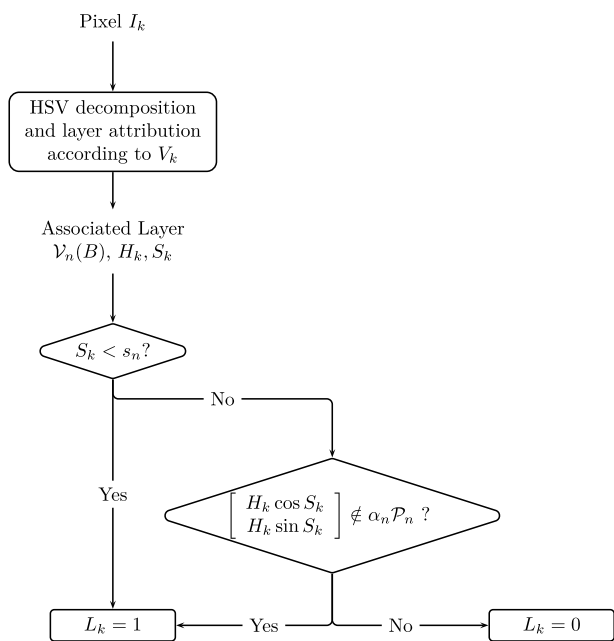 Pixel $I_k$
HSV decomposition
and layer attribution
according to $V_k$
Associated Layer
$\mathcal{V}_n(B)$, $H_k, S_k$
$S_k < s_n$?
No
Yes
$\begin{bmatrix} H_k \cos S_k \\ H_k \sin S_k \end{bmatrix} \notin \alpha_n \mathcal{P}_n$ ?
$L_k = 1$
Yes
No
$L_k = 0$